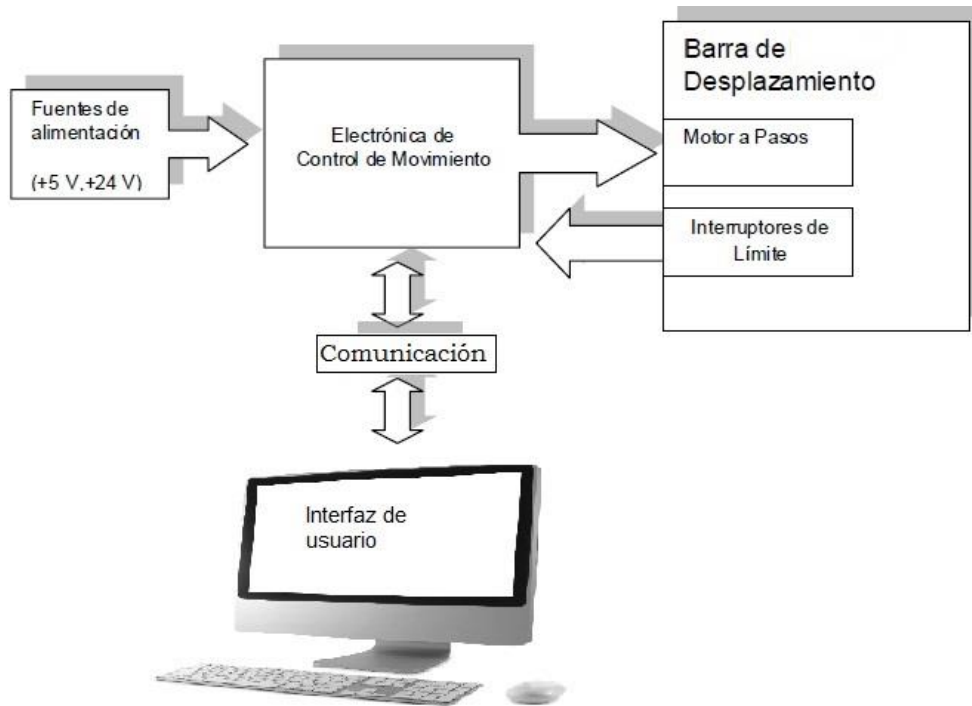 Fuentes de
alimentación
(+5 V,+24 V)
Electrónica de
Control de Movimiento
Barra de
Desplazamiento
Motor a Pasos
Interruptores de
Límite
Comunicación
Interfaz de
usuario